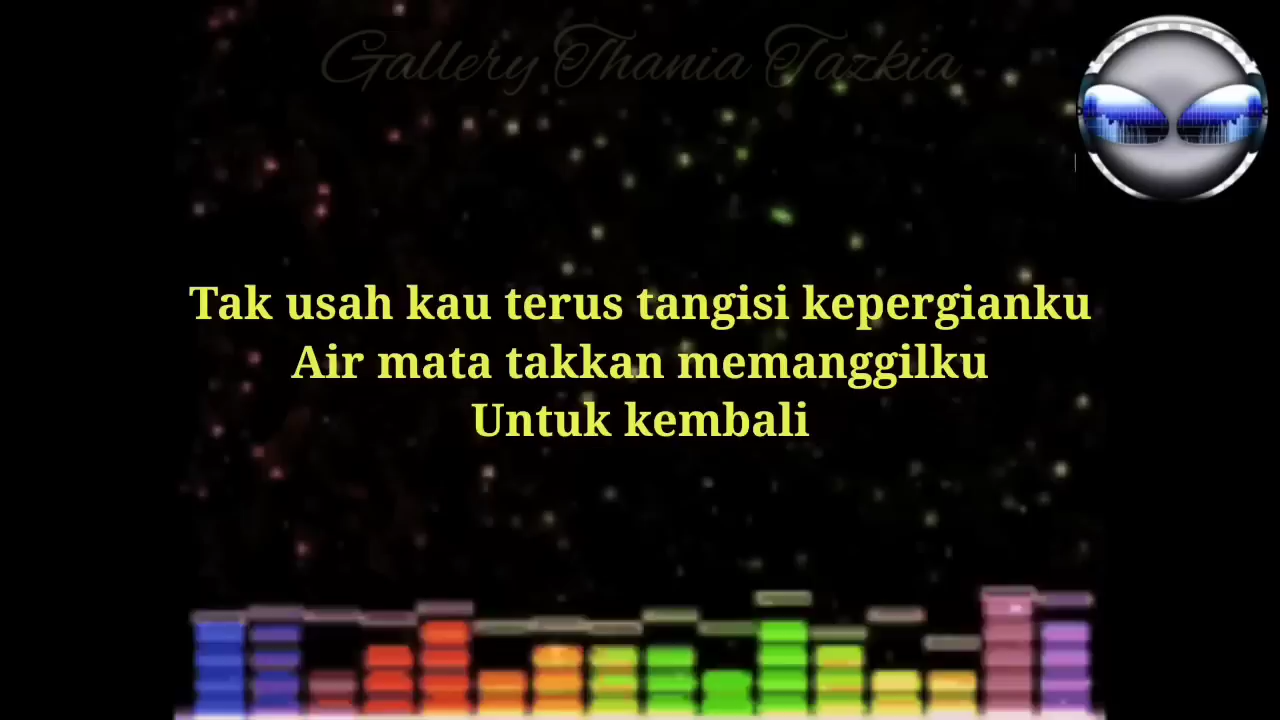 Gallery Thania Tazkia
Tak usah kau terus tangisi kepergianku
Air mata takkan memanggilku
Untuk kembali